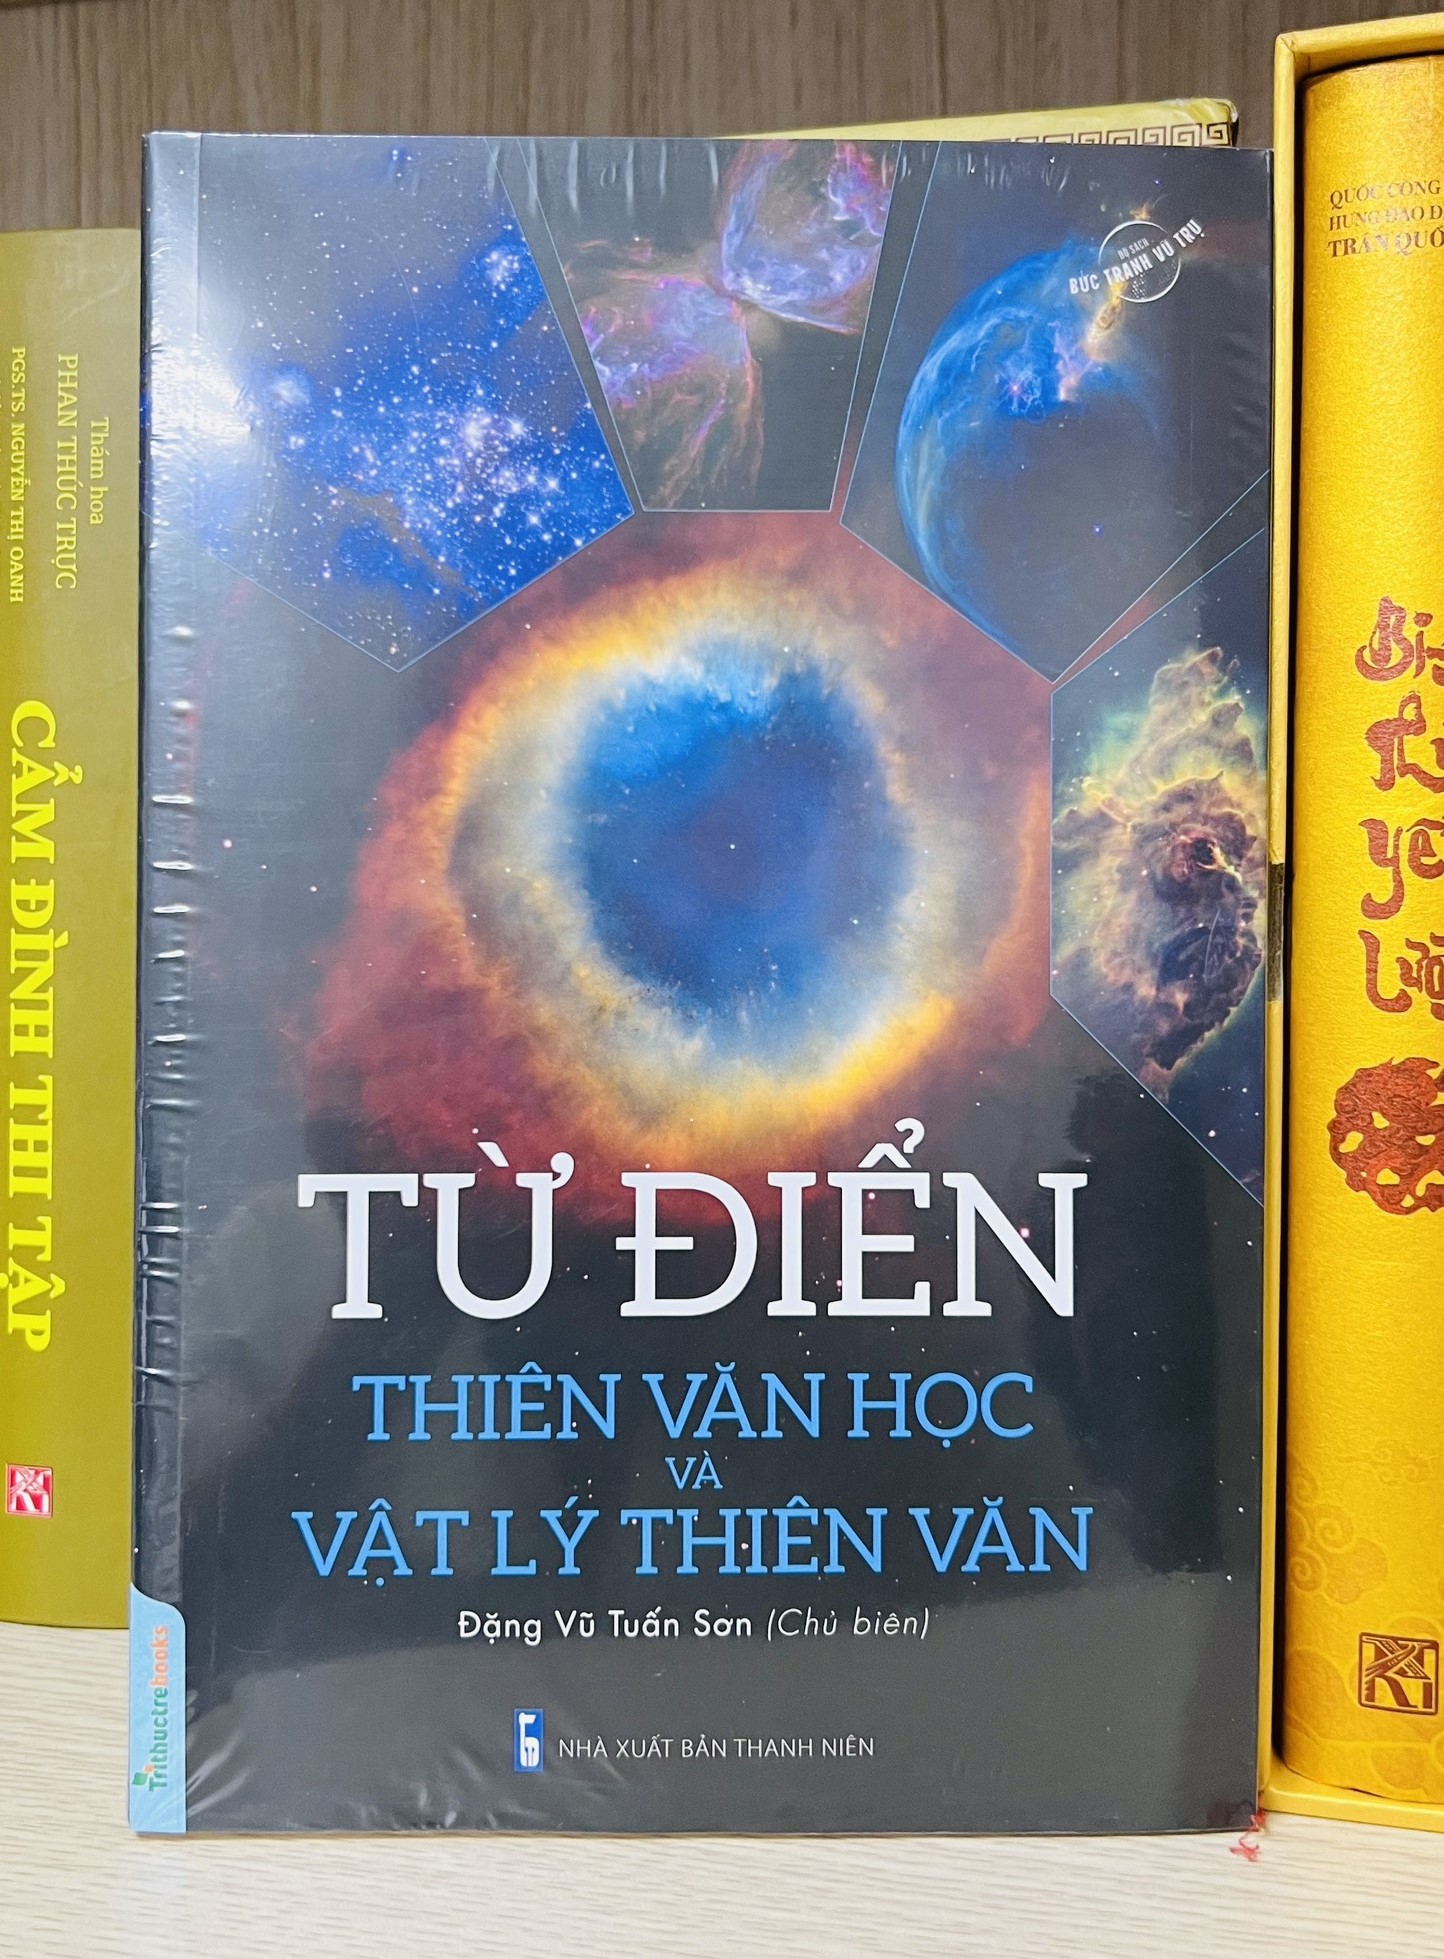 Thám hoa
PHAN THÚC TRỰC
PGS.TS. NGUYỄN THỊ OANH
CẨM ĐÌNH THI TẬP
BỘ SÁCH
BỨC TRANH VŨ TRỤ
TỪ ĐIỂN
THIÊN VĂN HỌC
VÀ
VẬT LÝ THIÊN VĂN
Đặng Vũ Tuấn Sơn (Chủ biên)
NHÀ XUẤT BẢN THANH NIÊN
Trithuctrebooks
QUỐC CÔNG
HƯNG ĐẠO Đ
TRẦN QUỐ